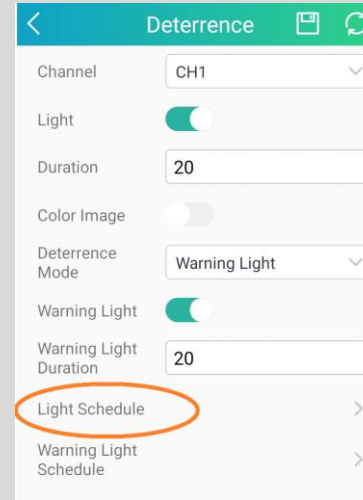 Deterrence
Channel CH1
Light
Duration 20
Color Image
Deterrence
Mode Warning Light
Warning Light
Warning Light
Duration 20
Light Schedule
Warning Light
Schedule